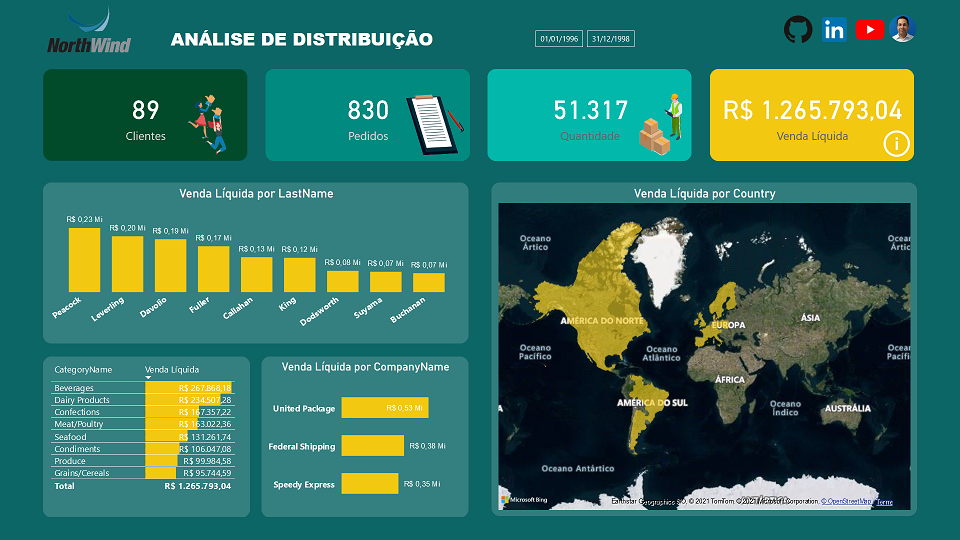 NorthWind
ANÁLISE DE DISTRIBUIÇÃO
01/01/1996 31/12/1998
in
89
Clientes
830
Pedidos
51.317
Quantidade
R$ 1.265.793,04
Venda Líquida
i
Venda Líquida por LastName
R$ 0,23 Mi
R$ 0,20 Mi
R$ 0,19 Mi
R$ 0,17 Mi
R$ 0,13 Mi
R$ 0,12 Mi
R$ 0,08 Mi
R$ 0,07 Mi
R$ 0,07 Mi
Peacock
Leverling
Davolio
Fuller
Callahan
King
Dodsworth
Suyama
Buchanan
CategoryName Venda Líquida
Beverages R$ 267.868,18
Dairy Products R$ 234.507,28
Confections R$ 167.357,22
Meat/Poultry R$ 163.022,36
Seafood R$ 131.261,74
Condiments R$ 106.047,08
Produce R$ 99.984,58
Grains/Cereals R$ 95.744,59
Total R$ 1.265.793,04
Venda Líquida por CompanyName
United Package R$ 0,53 Mi
Federal Shipping R$ 0,38 Mi
Speedy Express R$ 0,35 Mi
Venda Líquida por Country
Oceano
Ártico
Ocea
Árti
AMÉRICA DO NORTE
EUROPA
ÁSIA
Oceano
Pacífico
Oceano
Atlântico
Ocea
Pacífi
ÁFRICA
AMÉRICA DO SUL
Oceano
Índico
AUSTRÁLIA
A
Oceano Antártico
Microsoft Bing
Earthstar Geographics SIO, © 2021 TomTom, © 2021 Microsoft Corporation, © OpenStreetMap Terms